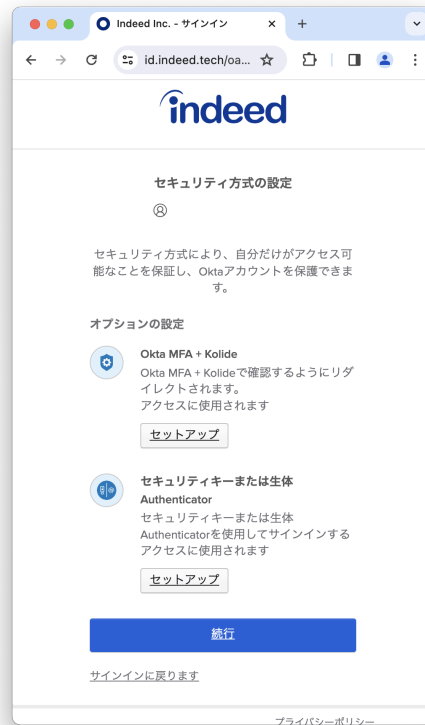 Indeed Inc. - サインイン
id.indeed.tech/oa...
indeed
セキュリティ方式の設定
セキュリティ方式により、自分だけがアクセス可
能なことを保証し、Oktaアカウントを保護できま
す。
オプションの設定
Okta MFA + Kolide
Okta MFA + Kolideで確認するようにリダ
イレクトされます。
アクセスに使用されます
セットアップ
セキュリティキーまたは生体
Authenticator
セキュリティキーまたは生体
Authenticatorを使用してサインインする
アクセスに使用されます
セットアップ
続行
サインインに戻ります
プライバシーポリシー